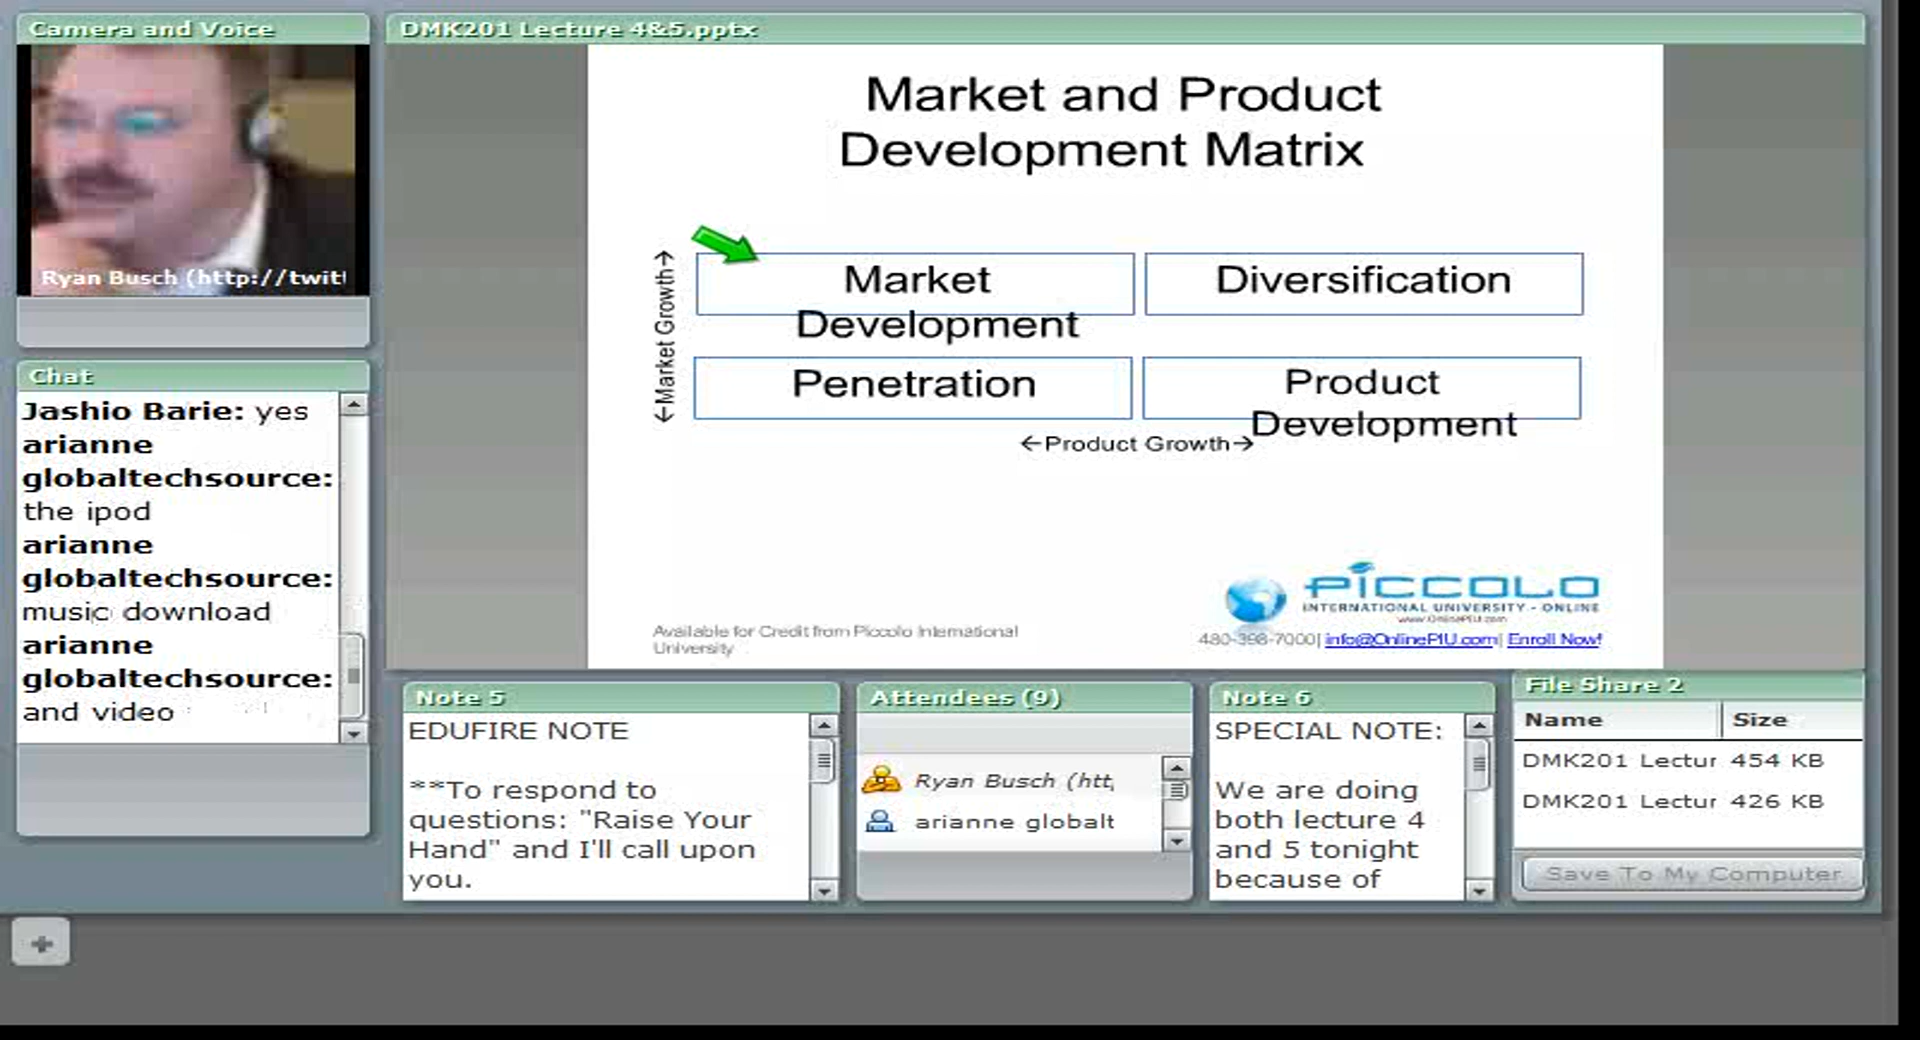 Camera and Voice
Ryan Busch (http://twit
Chat
Jashio Barie: yes
arianne
globaltechsource:
the ipod
arianne
globaltechsource:
music download
arianne
globaltechsource:
and video
DMK201 Lecture 4&5.pptx
Market and Product
Development Matrix
←Market Growth→
Market
Development
Diversification
Penetration
Product
Development
←Product Growth→
Available for Credit from Piccolo International
University
PICCOLO
INTERNATIONAL UNIVERSITY - ONLINE
www.OnlinePIU.com
480-398-7000| info@OnlinePIU.com| Enroll Now!
Note 5
EDUFIRE NOTE
**To respond to
questions: "Raise Your
Hand" and I'll call upon
you.
Attendees (9)
Ryan Busch (htt
arianne globalt
Note 6
SPECIAL NOTE:
We are doing
both lecture 4
and 5 tonight
because of
File Share 2
Name Size
DMK201 Lectur 454 KB
DMK201 Lectur 426 KB
Save To My Computer